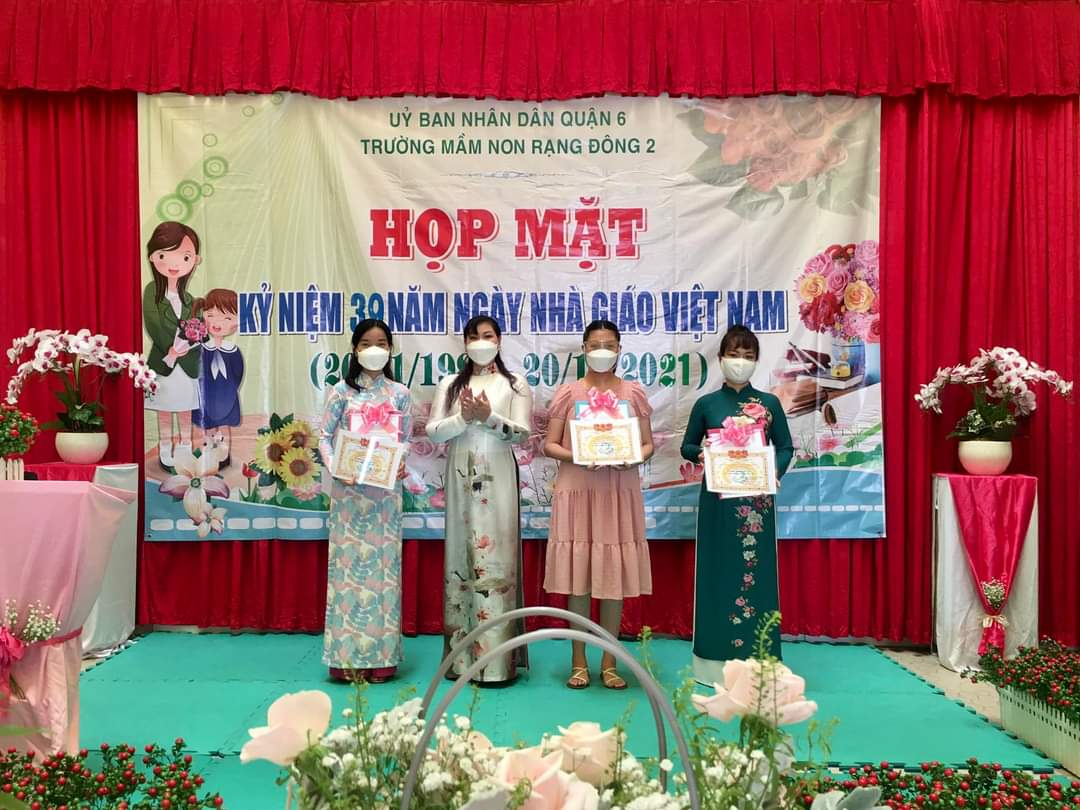 UỶ BAN NHÂN DÂN QUẬN 6
TRƯỜNG MẦM NON RẠNG ĐÔNG 2
HỌP MẶT
KỶ NIỆM 39 NĂM NGÀY NHÀ GIÁO VIỆT NAM
2021)